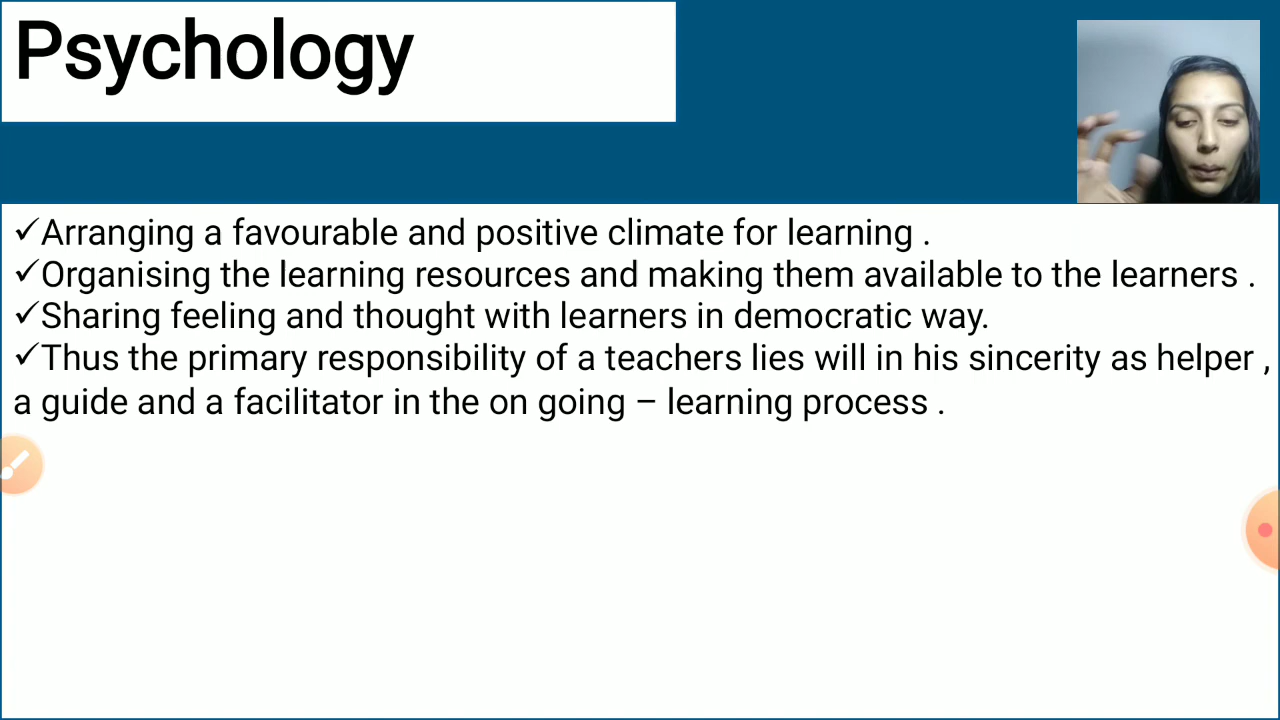 Psychology
✓Arranging a favourable and positive climate for learning .
✓Organising the learning resources and making them available to the learners .
✓Sharing feeling and thought with learners in democratic way.
✓Thus the primary responsibility of a teachers lies will in his sincerity as helper ,
a guide and a facilitator in the on going – learning process .